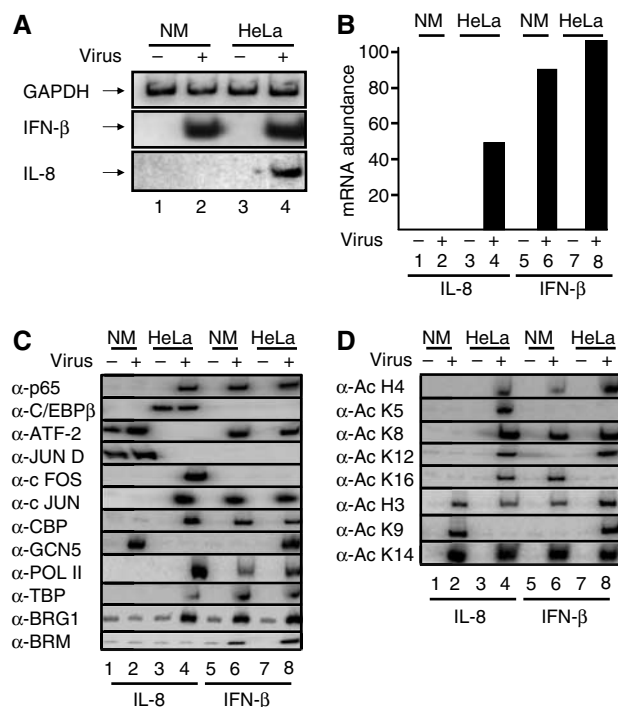 A
NM HeLa
Virus − + − +
GAPDH
IFN-β
IL-8
1 2 3 4
B
NM HeLa NM HeLa
mRNA abundance
100
80
60
40
20
Virus − + − + − + − +
1 2 3 4 5 6 7 8
IL-8 IFN-β
C
NM HeLa NM HeLa
Virus − + − + − + − +
α-p65
α-C/EBPβ
α-ATF-2
α-JUN D
α-c FOS
α-c JUN
α-CBP
α-GCN5
α-POL II
α-TBP
α-BRG1
α-BRM
1 2 3 4 5 6 7 8
IL-8 IFN-β
D
NM HeLa NM HeLa
Virus − + − + − + − +
α-Ac H4
α-Ac K5
α-Ac K8
α-Ac K12
α-Ac K16
α-Ac H3
α-Ac K9
α-Ac K14
1 2 3 4 5 6 7 8
IL-8 IFN-β